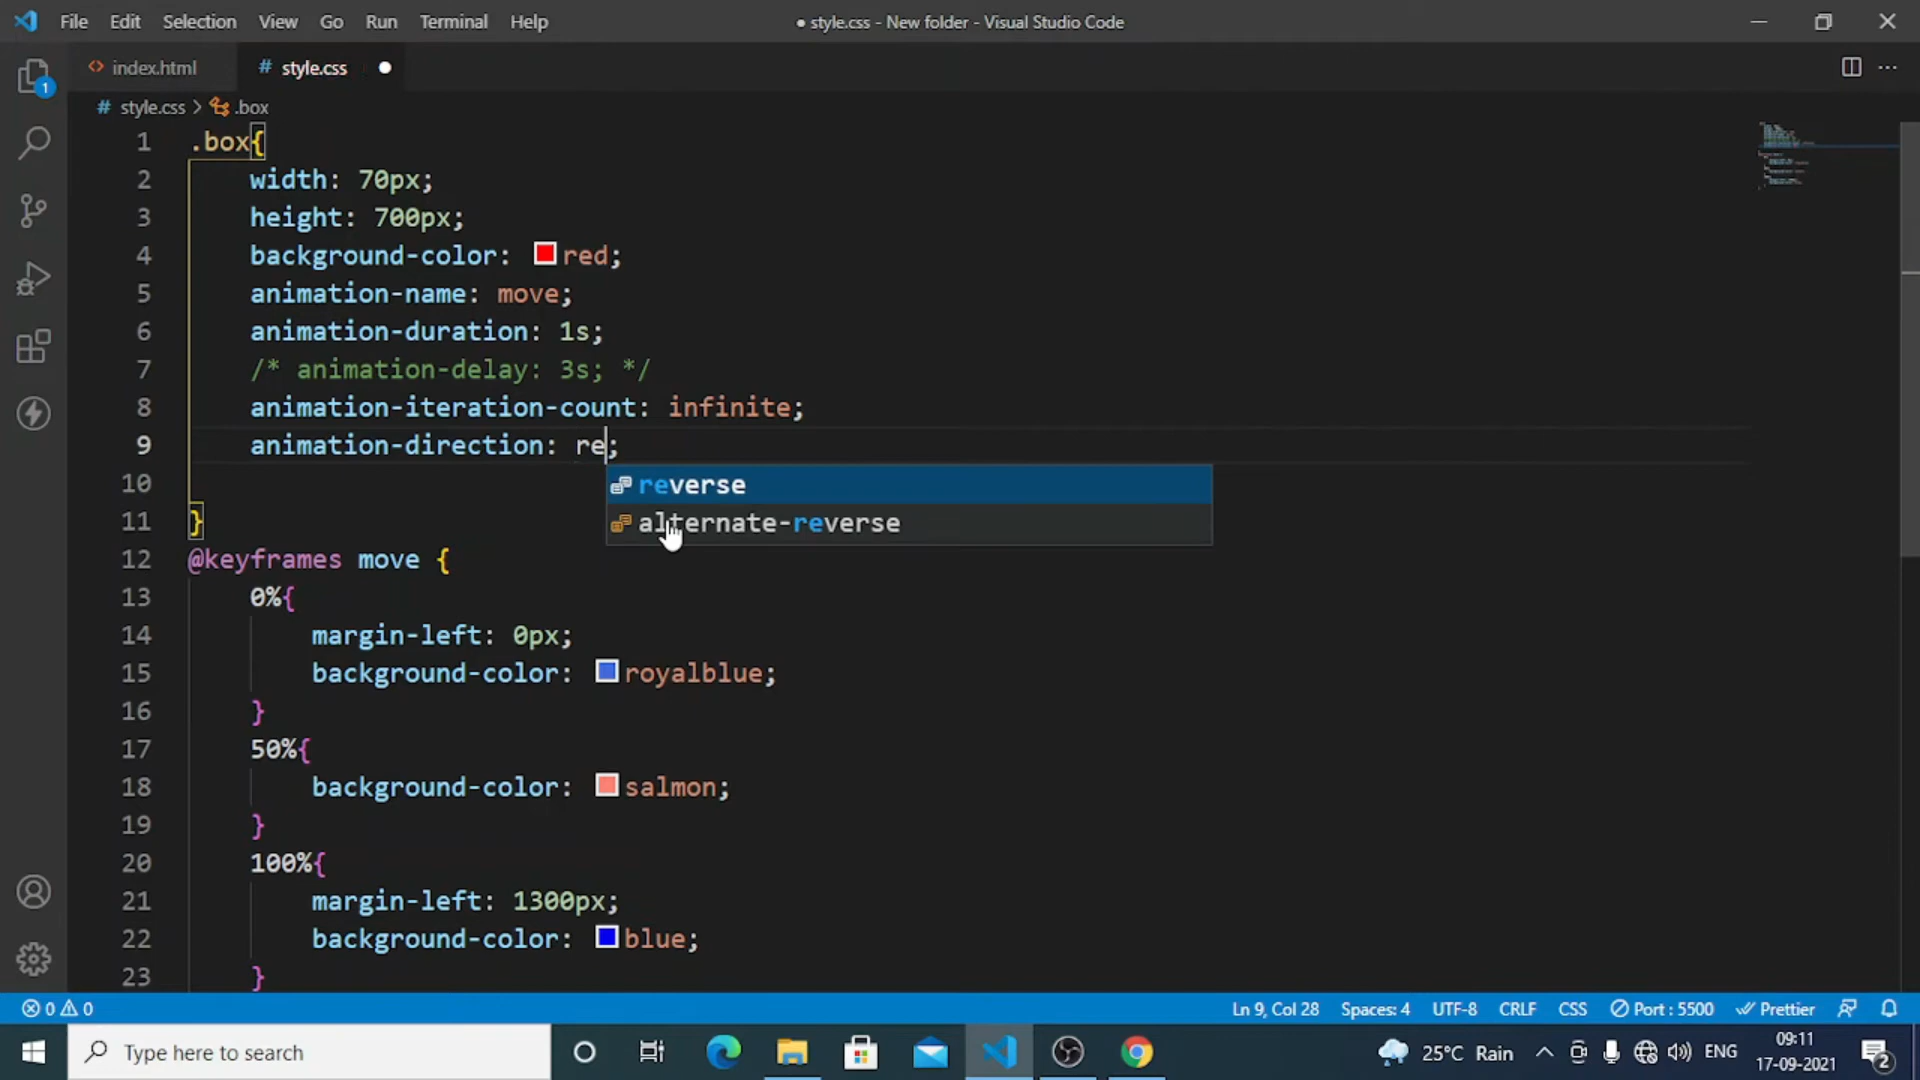 File Edit Selection View Go Run Terminal Help ● style.css - New folder - Visual Studio Code
<> index.html # style.css ●
# style.css > .box
1 .box{
2 width: 70px;
3 height: 700px;
4 background-color: red;
5 animation-name: move;
6 animation-duration: 1s;
7 /* animation-delay: 3s; */
8 animation-iteration-count: infinite;
9 animation-direction: re;
reverse
10
alternate-reverse
11 }
12 @keyframes move {
13 0%{
14 margin-left: 0px;
15 background-color: royalblue;
16 }
17 50%{
18 background-color: salmon;
19 }
20 100%{
21 margin-left: 1300px;
22 background-color: blue;
23 }
1
0 0 Ln 9, Col 28 Spaces: 4 UTF-8 CRLF CSS Port : 5500 Prettier
Type here to search 25°C Rain ENG 09:11
17-09-2021 2